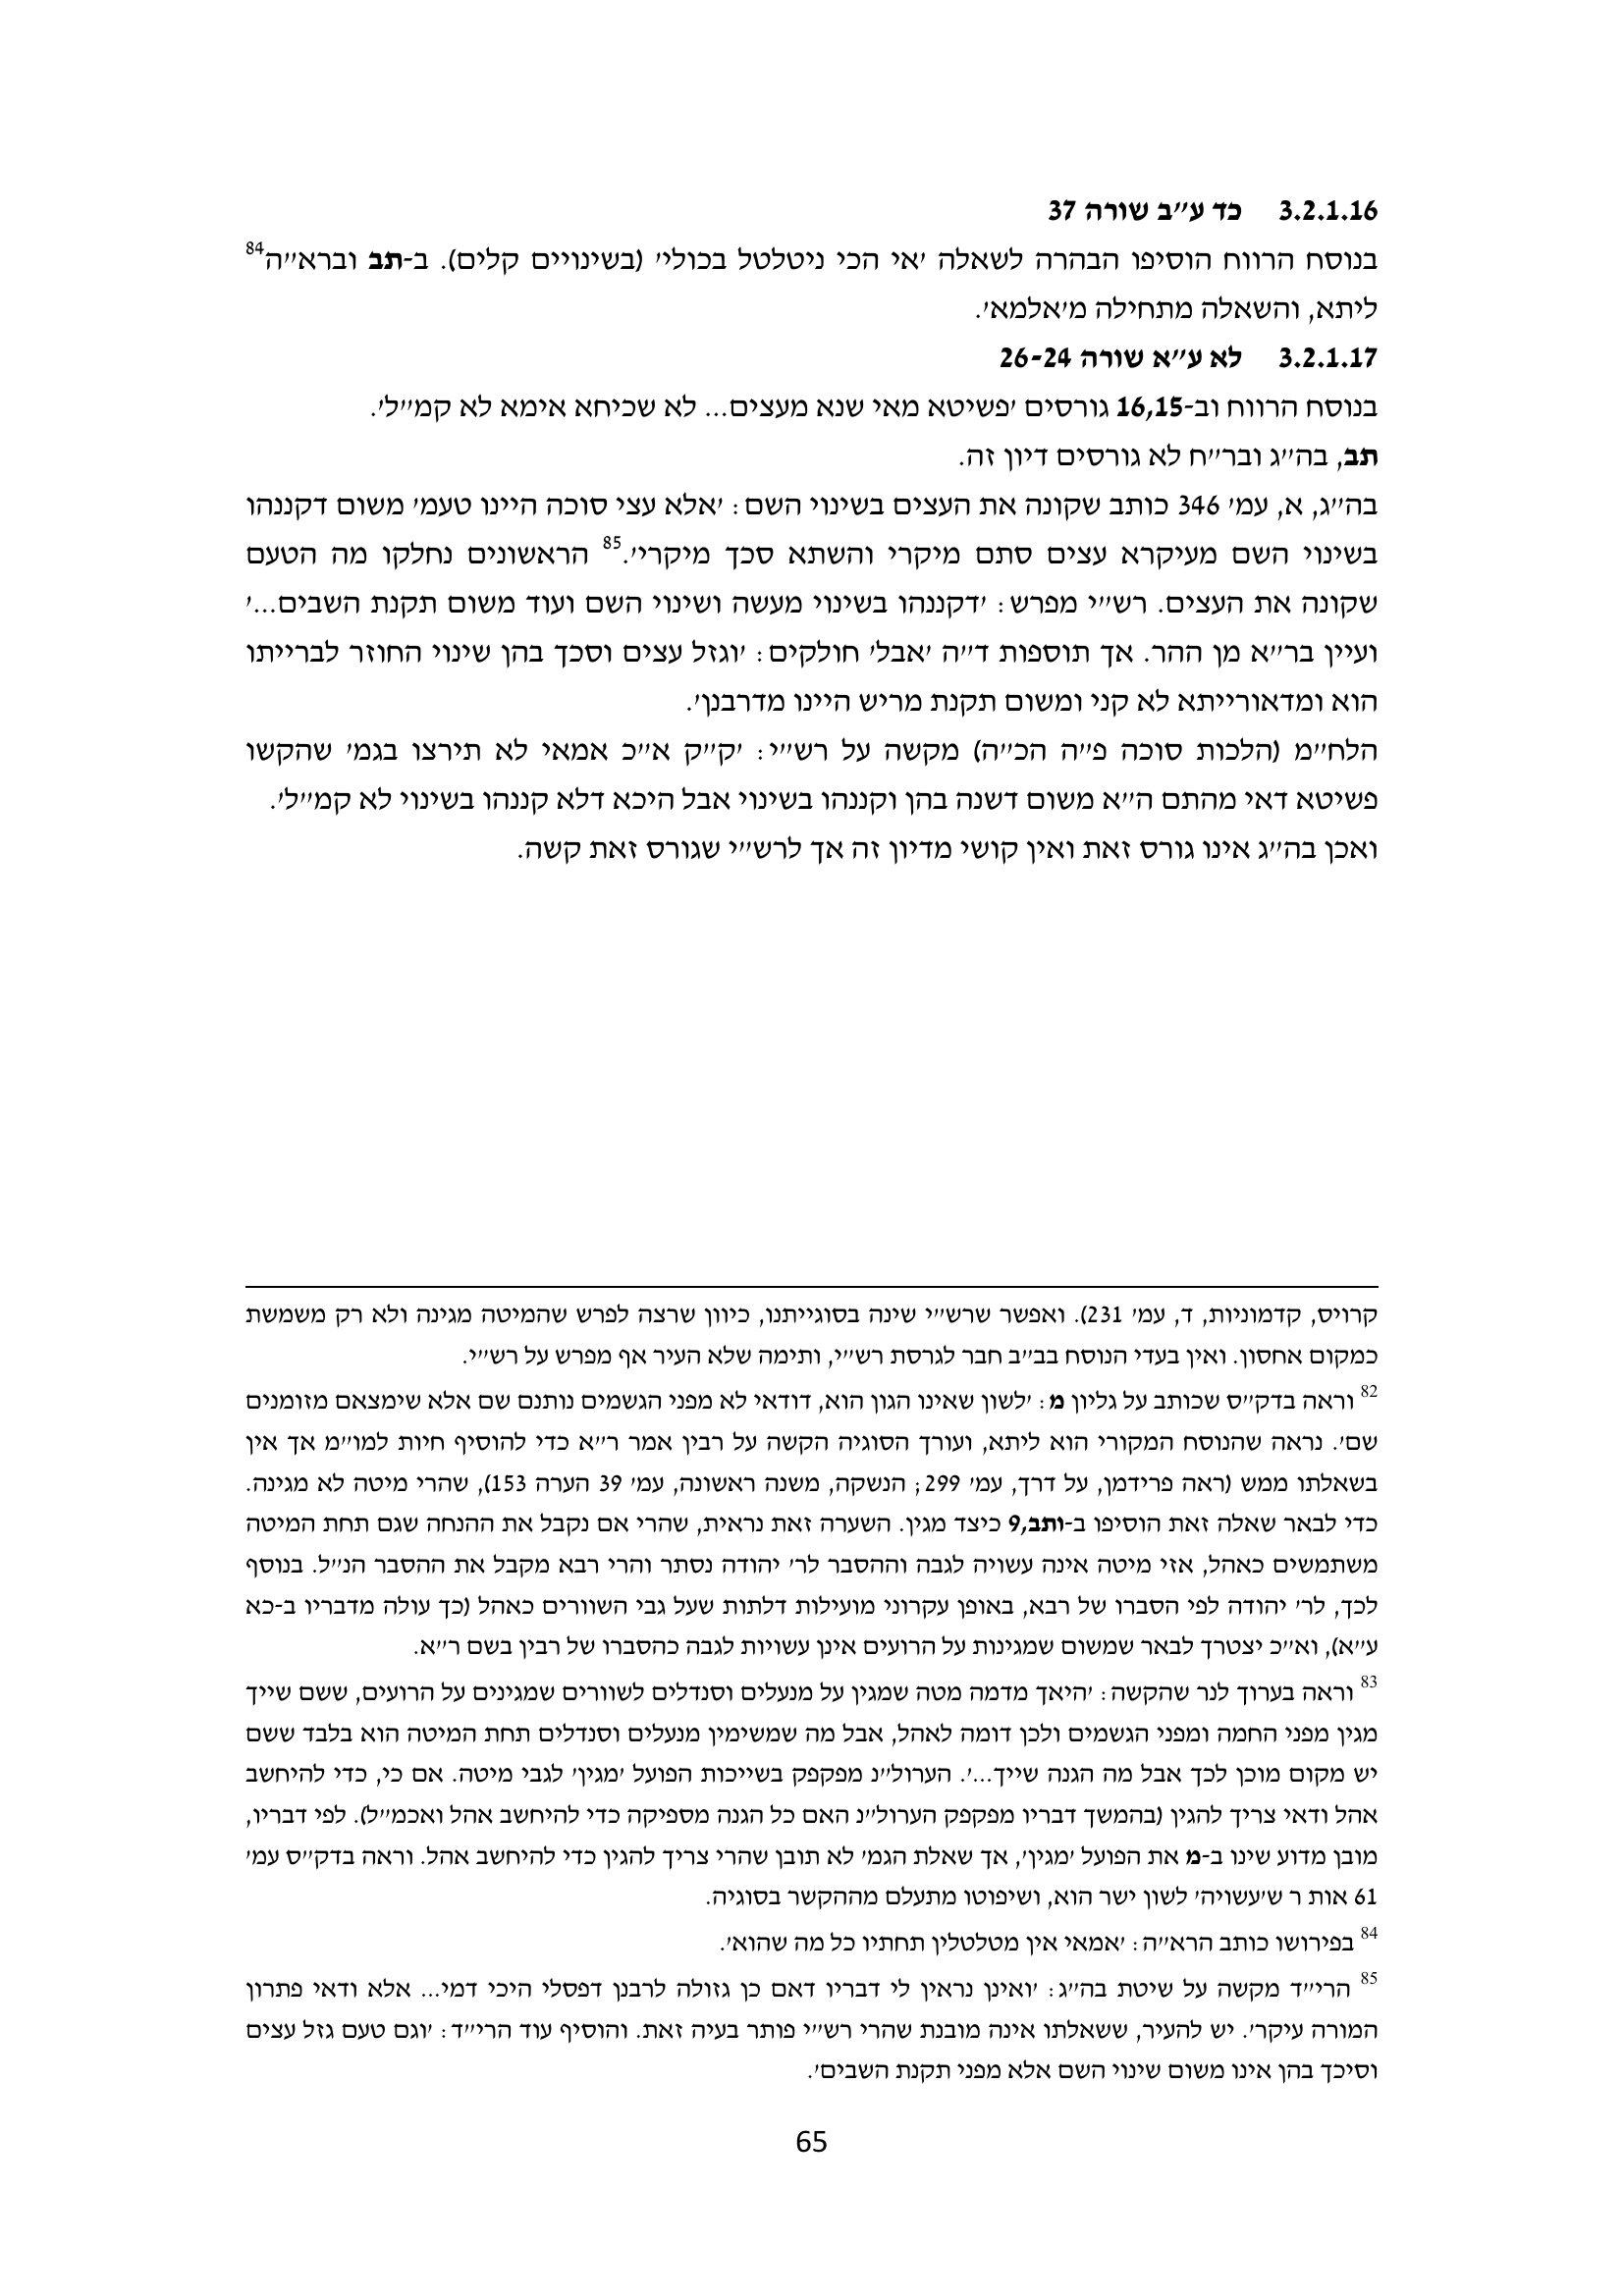 3.2.1.16 כד ע״ב שורה 37
בנוסח הרווח הוסיפו הבהרה לשאלה ׳אי הכי ניטלטל בכולי׳ (בשינויים קלים). ב-תב וברא״ה84
ליתא, והשאלה מתחילה מ׳אלמא׳.
3.2.1.17 לא ע״א שורה 26-24
בנוסח הרווח וב-16,15 גורסים ׳פשיטא מאי שנא מעצים... לא שכיחא אימא לא קמ״ל׳.
תב, בה״ג ובר״ח לא גורסים דיון זה.
בה״ג, א, עמ׳ 346 כותב שקונה את העצים בשינוי השם: ׳אלא עצי סוכה היינו טעמ׳ משום דקננהו
בשינוי השם מעיקרא עצים סתם מיקרי והשתא סכך מיקרי׳.85 הראשונים נחלקו מה הטעם
שקונה את העצים. רש״י מפרש: ׳דקננהו בשינוי מעשה ושינוי השם ועוד משום תקנת השבים...׳
ועיין בר״א מן ההר. אך תוספות ד״ה ׳אבל׳ חולקים: ׳וגזל עצים וסכך בהן שינוי החוזר לברייתו
הוא ומדאורייתא לא קני ומשום תקנת מריש היינו מדרבנן׳.
הלח״מ (הלכות סוכה פ״ה הכ״ה) מקשה על רש״י: ׳ק״ק א״כ אמאי לא תירצו בגמ׳ שהקשו
פשיטא דאי מהתם ה״א משום דשנה בהן וקננהו בשינוי אבל היכא דלא קננהו בשינוי לא קמ״ל׳.
ואכן בה״ג אינו גורס זאת ואין קושי מדיון זה אך לרש״י שגורס זאת קשה.
קרויס, קדמוניות, ד, עמ׳ 231). ואפשר שרש״י שינה בסוגייתנו, כיוון שרצה לפרש שהמיטה מגינה ולא רק משמשת
כמקום אחסון. ואין בעדי הנוסח בב״ב חבר לגרסת רש״י, ותימה שלא העיר אף מפרש על רש״י.
82 וראה בדק״ס שכותב על גליון מ: ׳לשון שאינו הגון הוא, דודאי לא מפני הגשמים נותנם שם אלא שימצאם מזומנים
שם׳. נראה שהנוסח המקורי הוא ליתא, ועורך הסוגיה הקשה על רבין אמר ר״א כדי להוסיף חיות למו״מ אך אין
בשאלתו ממש (ראה פרידמן, על דרך, עמ׳ 299; הנשקה, משנה ראשונה, עמ׳ 39 הערה 153), שהרי מיטה לא מגינה.
כדי לבאר שאלה זאת הוסיפו ב-ותב,9 כיצד מגין. השערה זאת נראית, שהרי אם נקבל את ההנחה שגם תחת המיטה
משתמשים כאהל, אזי מיטה אינה עשויה לגבה וההסבר לר׳ יהודה נסתר והרי רבא מקבל את ההסבר הנ״ל. בנוסף
לכך, לר׳ יהודה לפי הסברו של רבא, באופן עקרוני מועילות דלתות שעל גבי השוורים כאהל (כך עולה מדבריו ב-כא
ע״א), וא״כ יצטרך לבאר שמשום שמגינות על הרועים אינן עשויות לגבה כהסברו של רבין בשם ר״א.
83 וראה בערוך לנר שהקשה: ׳היאך מדמה מטה שמגין על מנעלים וסנדלים לשוורים שמגינים על הרועים, ששם שייך
מגין מפני החמה ומפני הגשמים ולכן דומה לאהל, אבל מה שמשימין מנעלים וסנדלים תחת המיטה הוא בלבד ששם
יש מקום מוכן לכך אבל מה הגנה שייך...׳. הערול״נ מפקפק בשייכות הפועל ׳מגין׳ לגבי מיטה. אם כי, כדי להיחשב
אהל ודאי צריך להגין (בהמשך דבריו מפקפק הערול״נ האם כל הגנה מספיקה כדי להיחשב אהל ואכמ״ל). לפי דבריו,
מובן מדוע שינו ב-מ את הפועל ׳מגין׳, אך שאלת הגמ׳ לא תובן שהרי צריך להגין כדי להיחשב אהל. וראה בדק״ס עמ׳
61 אות ר ש׳עשויה׳ לשון ישר הוא, ושיפוטו מתעלם מההקשר בסוגיה.
84 בפירושו כותב הרא״ה: ׳אמאי אין מטלטלין תחתיו כל מה שהוא׳.
85 הרי״ד מקשה על שיטת בה״ג: ׳ואינן נראין לי דבריו דאם כן גזולה לרבנן דפסלי היכי דמי... אלא ודאי פתרון
המורה עיקר׳. יש להעיר, ששאלתו אינה מובנת שהרי רש״י פותר בעיה זאת. והוסיף עוד הרי״ד: ׳וגם טעם גזל עצים
וסיכך בהן אינו משום שינוי השם אלא מפני תקנת השבים׳.
65